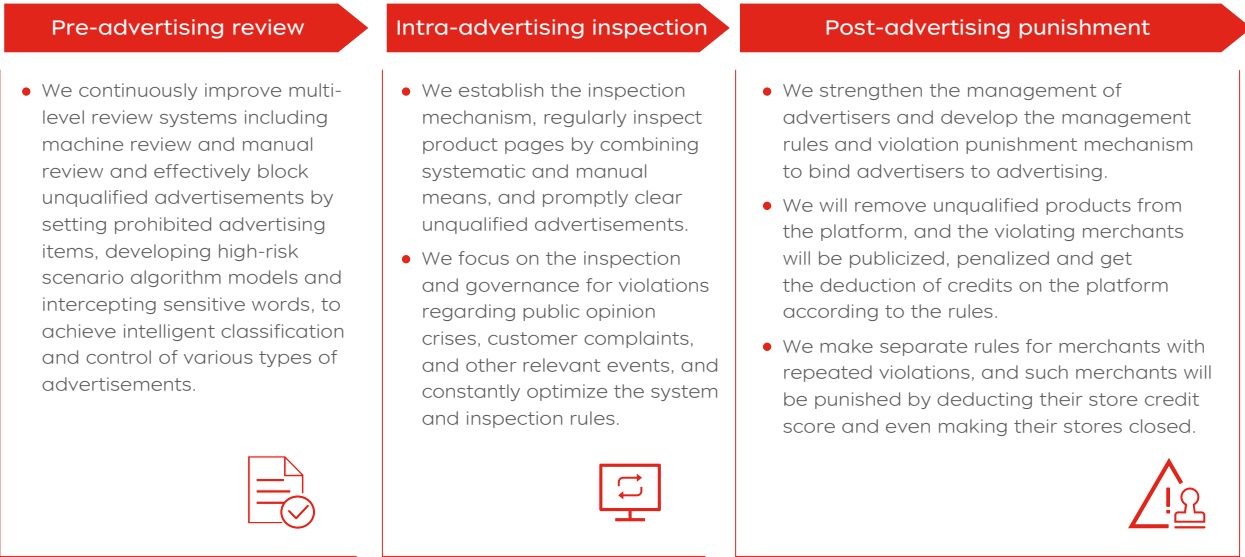 Pre-advertising review
We continuously improve multi-
level review systems including
machine review and manual
review and effectively block
unqualified advertisements by
setting prohibited advertising
items, developing high-risk
scenario algorithm models and
intercepting sensitive words, to
achieve intelligent classification
and control of various types of
advertisements.
Intra-advertising inspection
We establish the inspection
mechanism, regularly inspect
product pages by combining
systematic and manual
means, and promptly clear
unqualified advertisements.
We focus on the inspection
and governance for violations
regarding public opinion
crises, customer complaints,
and other relevant events, and
constantly optimize the system
and inspection rules.
Post-advertising punishment
We strengthen the management of
advertisers and develop the management
rules and violation punishment mechanism
to bind advertisers to advertising.
We will remove unqualified products from
the platform, and the violating merchants
will be publicized, penalized and get
the deduction of credits on the platform
according to the rules.
We make separate rules for merchants with
repeated violations, and such merchants will
be punished by deducting their store credit
score and even making their stores closed.